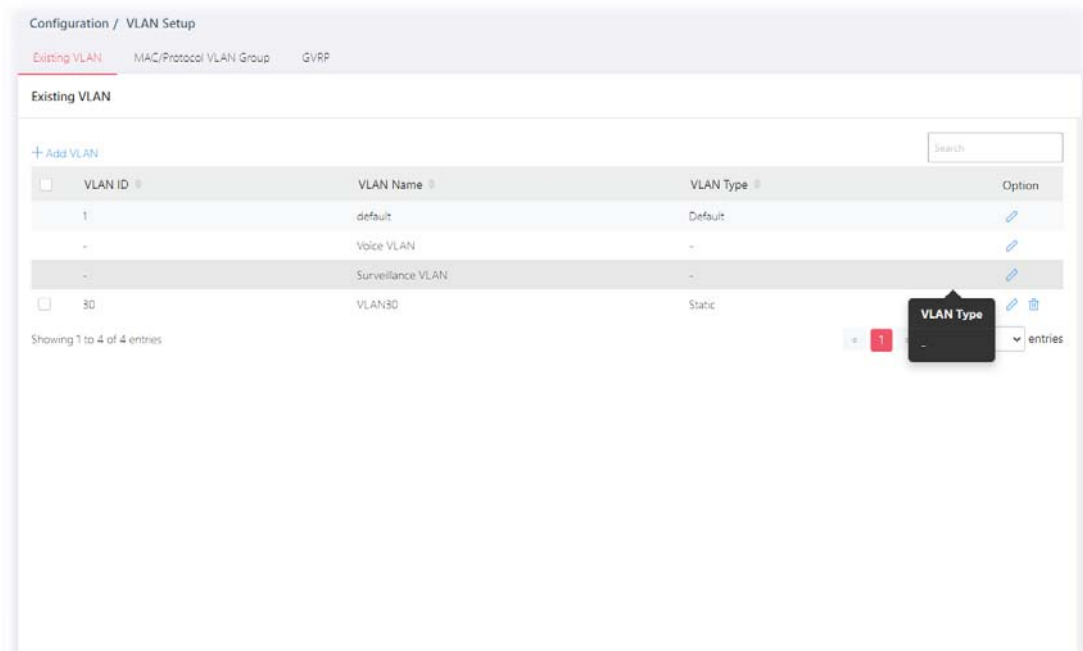 Configuration / VLAN Setup
Existing VLAN MAC/Protocol VLAN Group GVRP
Existing VLAN
+ Add VLAN Search
VLAN ID VLAN Name VLAN Type Option
1 default Default
- Voice VLAN -
- Surveillance VLAN -
30 VLAN30 Static
VLAN Type
-
Showing 1 to 4 of 4 entries « 1 entries